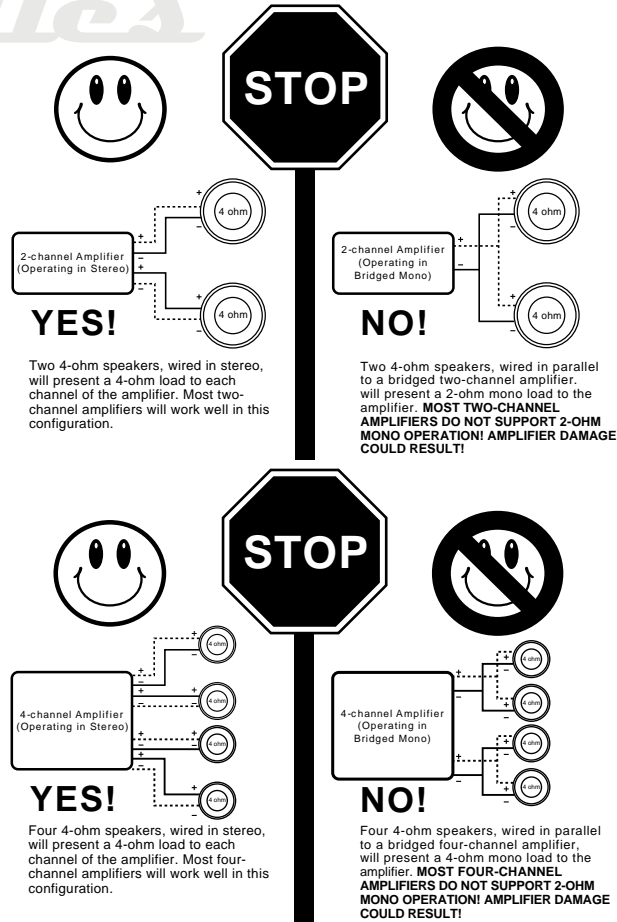 STOP
4 ohm
4 ohm
+
–
2-channel Amplifier
(Operating in Stereo)
+
–
+
–
+
–
YES!
Two 4-ohm speakers, wired in stereo,
will present a 4-ohm load to each
channel of the amplifier. Most two-
channel amplifiers will work well in this
configuration.
4 ohm
4 ohm
+
–
2-channel Amplifier
(Operating in
Bridged Mono)
+
–
+
–
NO!
Two 4-ohm speakers, wired in parallel
to a bridged two-channel amplifier.
will present a 2-ohm mono load to the
amplifier. MOST TWO-CHANNEL
AMPLIFIERS DO NOT SUPPORT 2-OHM
MONO OPERATION! AMPLIFIER DAMAGE
COULD RESULT!
STOP
4 ohm
4 ohm
4 ohm
4 ohm
4-channel Amplifier
(Operating in Stereo)
YES!
Four 4-ohm speakers, wired in stereo,
will present a 4-ohm load to each
channel of the amplifier. Most four-
channel amplifiers will work well in this
configuration.
4 ohm
4 ohm
4 ohm
4 ohm
4-channel Amplifier
(Operating in
Bridged Mono)
NO!
Four 4-ohm speakers, wired in parallel
to a bridged four-channel amplifier,
will present a 4-ohm mono load to the
amplifier. MOST FOUR-CHANNEL
AMPLIFIERS DO NOT SUPPORT 2-OHM
MONO OPERATION! AMPLIFIER DAMAGE
COULD RESULT!